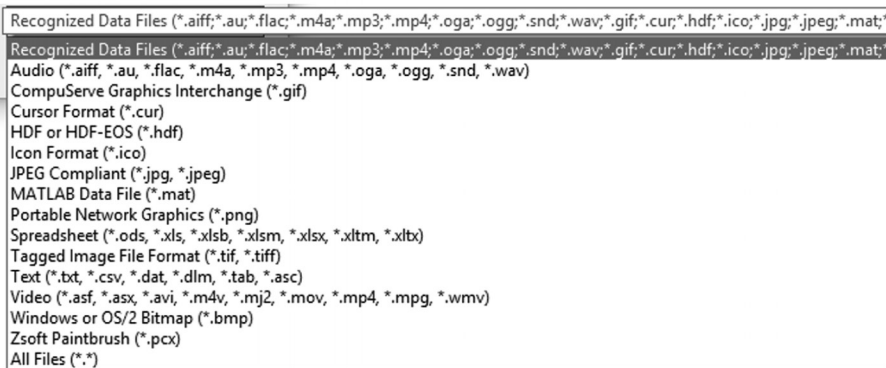 Recognized Data Files (*.aiff;*.au;*.flac;*.m4a;*.mp3;*.mp4;*.oga;*.ogg;*.snd;*.wav;*.gif;*.cur;*.hdf;*.ico;*.jpg;*.jpeg;*.mat;
Recognized Data Files (*.aiff;*.au;*.flac;*.m4a;*.mp3;*.mp4;*.oga;*.ogg;*.snd;*.wav;*.gif;*.cur;*.hdf;*.ico;*.jpg;*.jpeg;*.mat;
Audio (*.aiff, *.au, *.flac, *.m4a, *.mp3, *.mp4, *.oga, *.ogg, *.snd, *.wav)
CompuServe Graphics Interchange (*.gif)
Cursor Format (*.cur)
HDF or HDF-EOS (*.hdf)
Icon Format (*.ico)
JPEG Compliant (*.jpg, *.jpeg)
MATLAB Data File (*.mat)
Portable Network Graphics (*.png)
Spreadsheet (*.ods, *.xls, *.xlsb, *.xlsm, *.xlsx, *.xltm, *.xltx)
Tagged Image File Format (*.tif, *.tiff)
Text (*.txt, *.csv, *.dat, *.dlm, *.tab, *.asc)
Video (*.asf, *.asx, *.avi, *.m4v, *.mj2, *.mov, *.mp4, *.mpg, *.wmv)
Windows or OS/2 Bitmap (*.bmp)
Zsoft Paintbrush (*.pcx)
All Files (*.*)